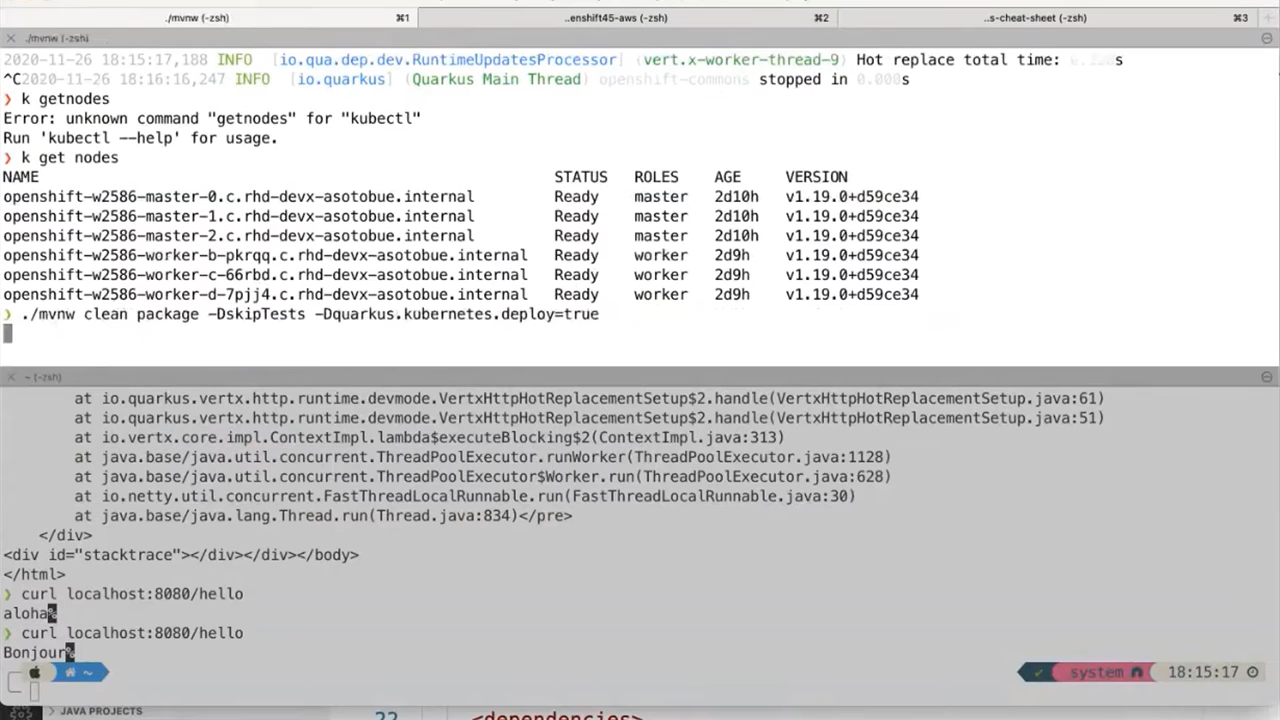 ./mvnw (-zsh) ⌘1 ..enshift45-aws (-zsh) ⌘2 ..s-cheat-sheet (-zsh) ⌘3
./mvnw (-zsh)
2020-11-26 18:15:17,188 INFO [io.qua.dep.dev.RuntimeUpdatesProcessor] (vert.x-worker-thread-9) Hot replace total time: s
^C2020-11-26 18:16:16,247 INFO [io.quarkus] (Quarkus Main Thread) openshift-commons stopped in 0.000s
❯ k getnodes
Error: unknown command "getnodes" for "kubectl"
Run 'kubectl --help' for usage.
❯ k get nodes
NAME STATUS ROLES AGE VERSION
openshift-w2586-master-0.c.rhd-devx-asotobue.internal Ready master 2d10h v1.19.0+d59ce34
openshift-w2586-master-1.c.rhd-devx-asotobue.internal Ready master 2d10h v1.19.0+d59ce34
openshift-w2586-master-2.c.rhd-devx-asotobue.internal Ready master 2d10h v1.19.0+d59ce34
openshift-w2586-worker-b-pkrqq.c.rhd-devx-asotobue.internal Ready worker 2d9h v1.19.0+d59ce34
openshift-w2586-worker-c-66rbd.c.rhd-devx-asotobue.internal Ready worker 2d9h v1.19.0+d59ce34
openshift-w2586-worker-d-7pjj4.c.rhd-devx-asotobue.internal Ready worker 2d9h v1.19.0+d59ce34
❯ ./mvnw clean package -DskipTests -Dquarkus.kubernetes.deploy=true
~ (-zsh)
at io.quarkus.vertx.http.runtime.devmode.VertxHttpHotReplacementSetup$2.handle(VertxHttpHotReplacementSetup.java:61)
at io.quarkus.vertx.http.runtime.devmode.VertxHttpHotReplacementSetup$2.handle(VertxHttpHotReplacementSetup.java:51)
at io.vertx.core.impl.ContextImpl.lambda$executeBlocking$2(ContextImpl.java:313)
at java.base/java.util.concurrent.ThreadPoolExecutor.runWorker(ThreadPoolExecutor.java:1128)
at java.base/java.util.concurrent.ThreadPoolExecutor$Worker.run(ThreadPoolExecutor.java:628)
at io.netty.util.concurrent.FastThreadLocalRunnable.run(FastThreadLocalRunnable.java:30)
at java.base/java.lang.Thread.run(Thread.java:834)</pre>
</div>
<div id="stacktrace"></div></div></body>
</html>
❯ curl localhost:8080/hello
aloha%
❯ curl localhost:8080/hello
Bonjour%
~ ✓ system 18:15:17
JAVA PROJECTS 22 <dependencies>